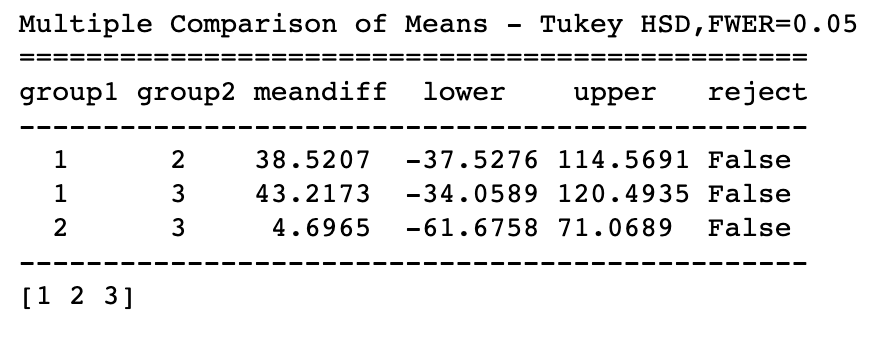 Multiple Comparison of Means - Tukey HSD,FWER=0.05
===============================================
group1 group2 meandiff  lower    upper   reject
-----------------------------------------------
  1      2    38.5207  -37.5276 114.5691 False
  1      3    43.2173  -34.0589 120.4935 False
  2      3     4.6965  -61.6758 71.0689  False
-----------------------------------------------
[1 2 3]